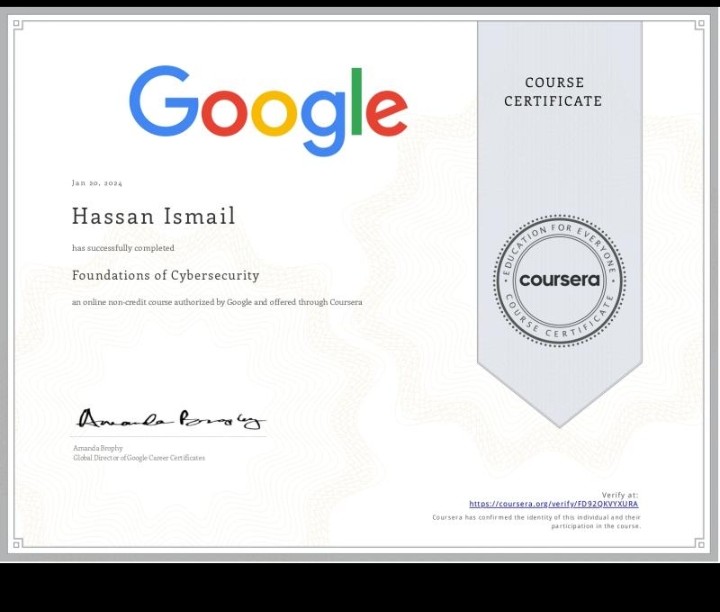 Google
COURSE
CERTIFICATE
Jan 20, 2024
Hassan Ismail
has successfully completed
Foundations of Cybersecurity
an online non-credit course authorized by Google and offered through Coursera
EDUCATION FOR EVERYONE
coursera
COURSE CERTIFICATE
Amanda Brophy
Amanda Brophy
Global Director of Google Career Certificates
Verify at:
https://coursera.org/verify/FD92QKVYXURA
Coursera has confirmed the identity of this individual and their
participation in the course.